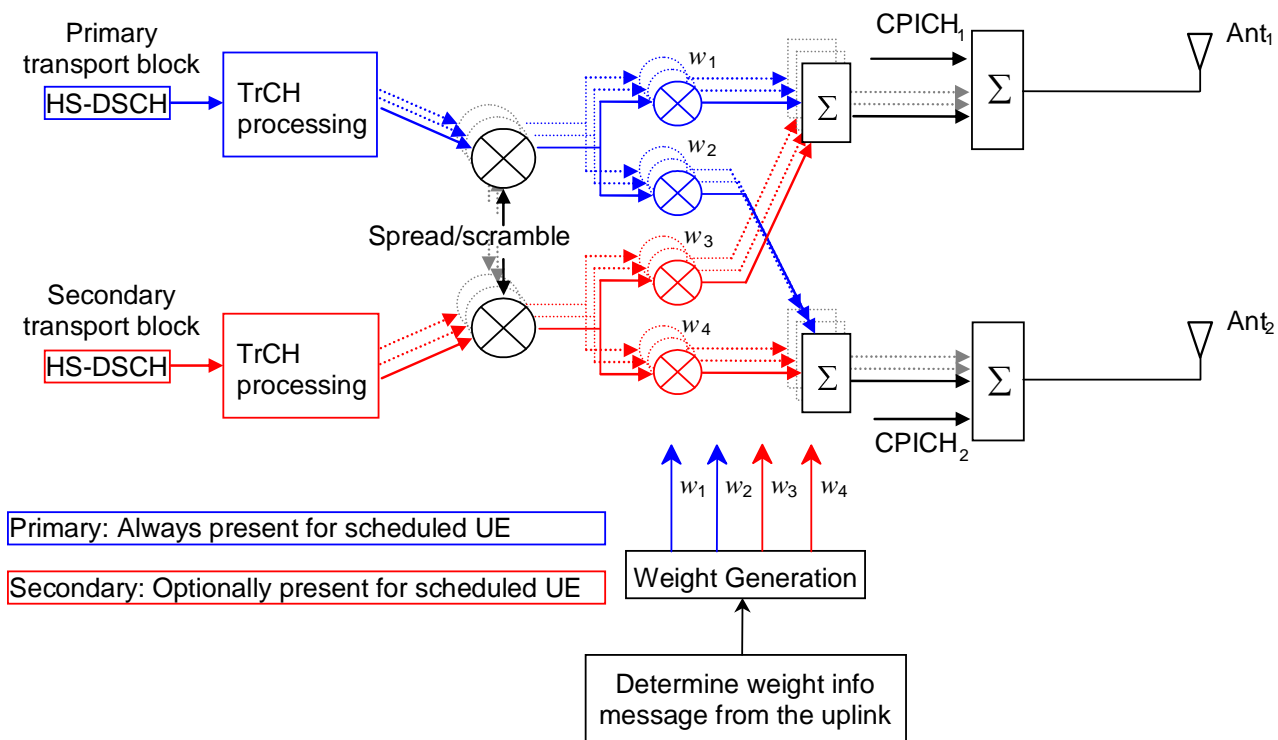 Primary
transport block
HS-DSCH
TrCH
processing
w1
w2
Σ
CPICH1
Σ
Ant1
Spread/scramble
Secondary
transport block
HS-DSCH
TrCH
processing
w3
w4
Σ
CPICH2
Σ
Ant2
w1 w2 w3 w4
Primary: Always present for scheduled UE
Secondary: Optionally present for scheduled UE
Weight Generation
Determine weight info
message from the uplink